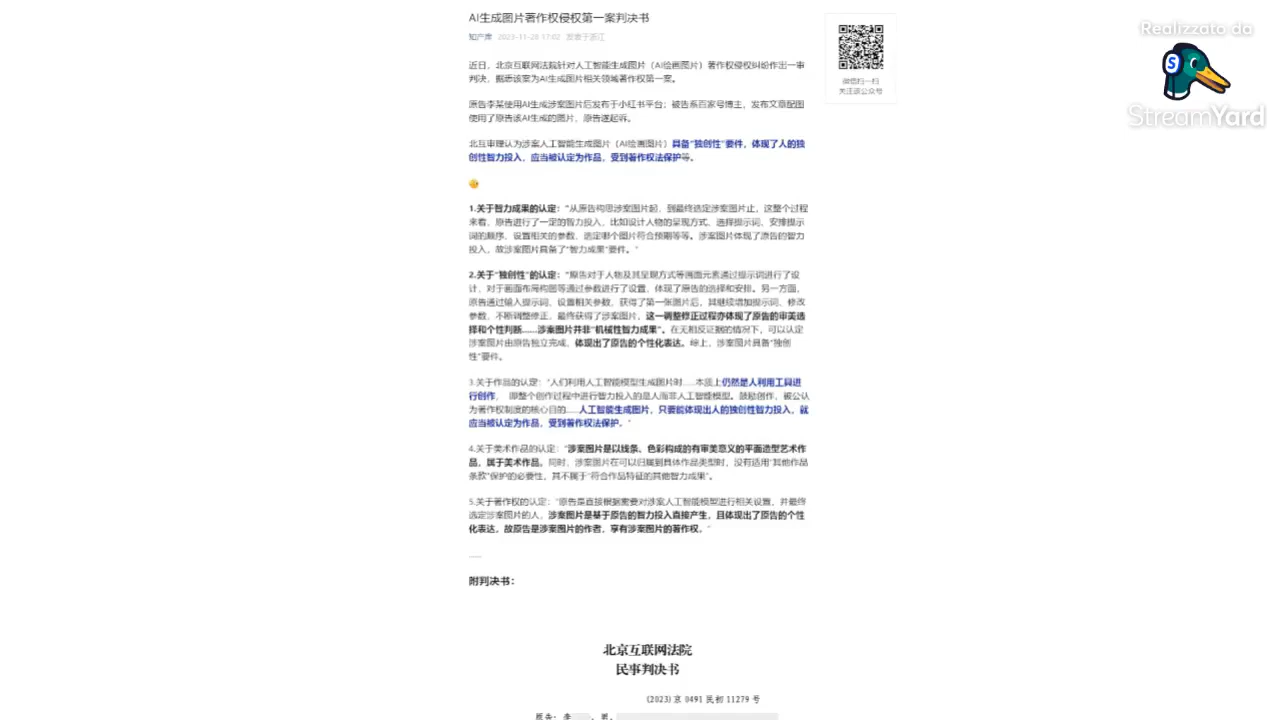 AI生成图片著作权侵权第一案判决书
知产库 2023-11-28 17:02 发表于浙江
近日，北京互联网法院针对人工智能生成图片（AI绘画图片）著作权侵权纠纷作出一审
判决，据悉该案为AI生成图片相关领域著作权第一案。
原告李某使用AI生成涉案图片后发布于小红书平台；被告系百家号博主，发布文章配图
使用了原告该AI生成的图片，原告遂起诉。
北互审理认为涉案人工智能生成图片（AI绘画图片）具备“独创性”要件，体现了人的独
创性智力投入，应当被认定为作品，受到著作权法保护等。
1.关于智力成果的认定：“从原告构思涉案图片起，到最终选定涉案图片止，这整个过程
来看，原告进行了一定的智力投入，比如设计人物的呈现方式、选择提示词、安排提示
词的顺序、设置相关的参数、选定哪个图片符合预期等等。涉案图片体现了原告的智力
投入，故涉案图片具备了“智力成果”要件。”
2.关于“独创性”的认定：“原告对于人物及其呈现方式等画面元素通过提示词进行了设
计，对于画面布局构图等通过参数进行了设置，体现了原告的选择和安排。另一方面，
原告通过输入提示词、设置相关参数，获得了第一张图片后，其继续增加提示词、修改
参数，不断调整修正，最终获得了涉案图片，这一调整修正过程亦体现了原告的审美选
择和个性判断……涉案图片并非“机械性智力成果”。在无相反证据的情况下，可以认定
涉案图片由原告独立完成，体现出了原告的个性化表达。综上，涉案图片具备“独创
性”要件。
3.关于作品的认定：“人们利用人工智能模型生成图片时……本质上仍然是人利用工具进
行创作，即整个创作过程中进行智力投入的是人而非人工智能模型。鼓励创作，被公认
为著作权制度的核心目的……人工智能生成图片，只要能体现出人的独创性智力投入，就
应当被认定为作品，受到著作权法保护。”
4.关于美术作品的认定：“涉案图片是以线条、色彩构成的有审美意义的平面造型艺术作
品，属于美术作品。同时，涉案图片在可以归属到具体作品类型时，没有适用“其他作品
条款”保护的必要性，其不属于“符合作品特征的其他智力成果”。
5.关于著作权的认定：“原告是直接根据需要对涉案人工智能模型进行相关设置，并最终
选定涉案图片的人，涉案图片是基于原告的智力投入直接产生，且体现出了原告的个性
化表达，故原告是涉案图片的作者，享有涉案图片的著作权。”
附判决书：
北京互联网法院
民事判决书
(2023) 京 0491 民初 11279 号
原告：李 ，男，
微信扫一扫
关注该公众号
Realizzato da
S
StreamYard